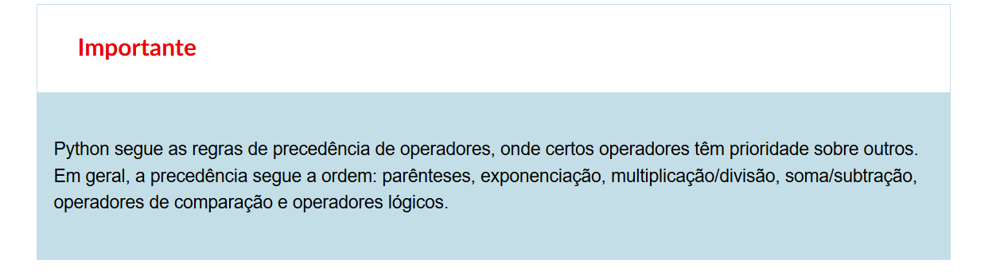 Importante
Python segue as regras de precedência de operadores, onde certos operadores têm prioridade sobre outros.
Em geral, a precedência segue a ordem: parênteses, exponenciação, multiplicação/divisão, soma/subtração,
operadores de comparação e operadores lógicos.